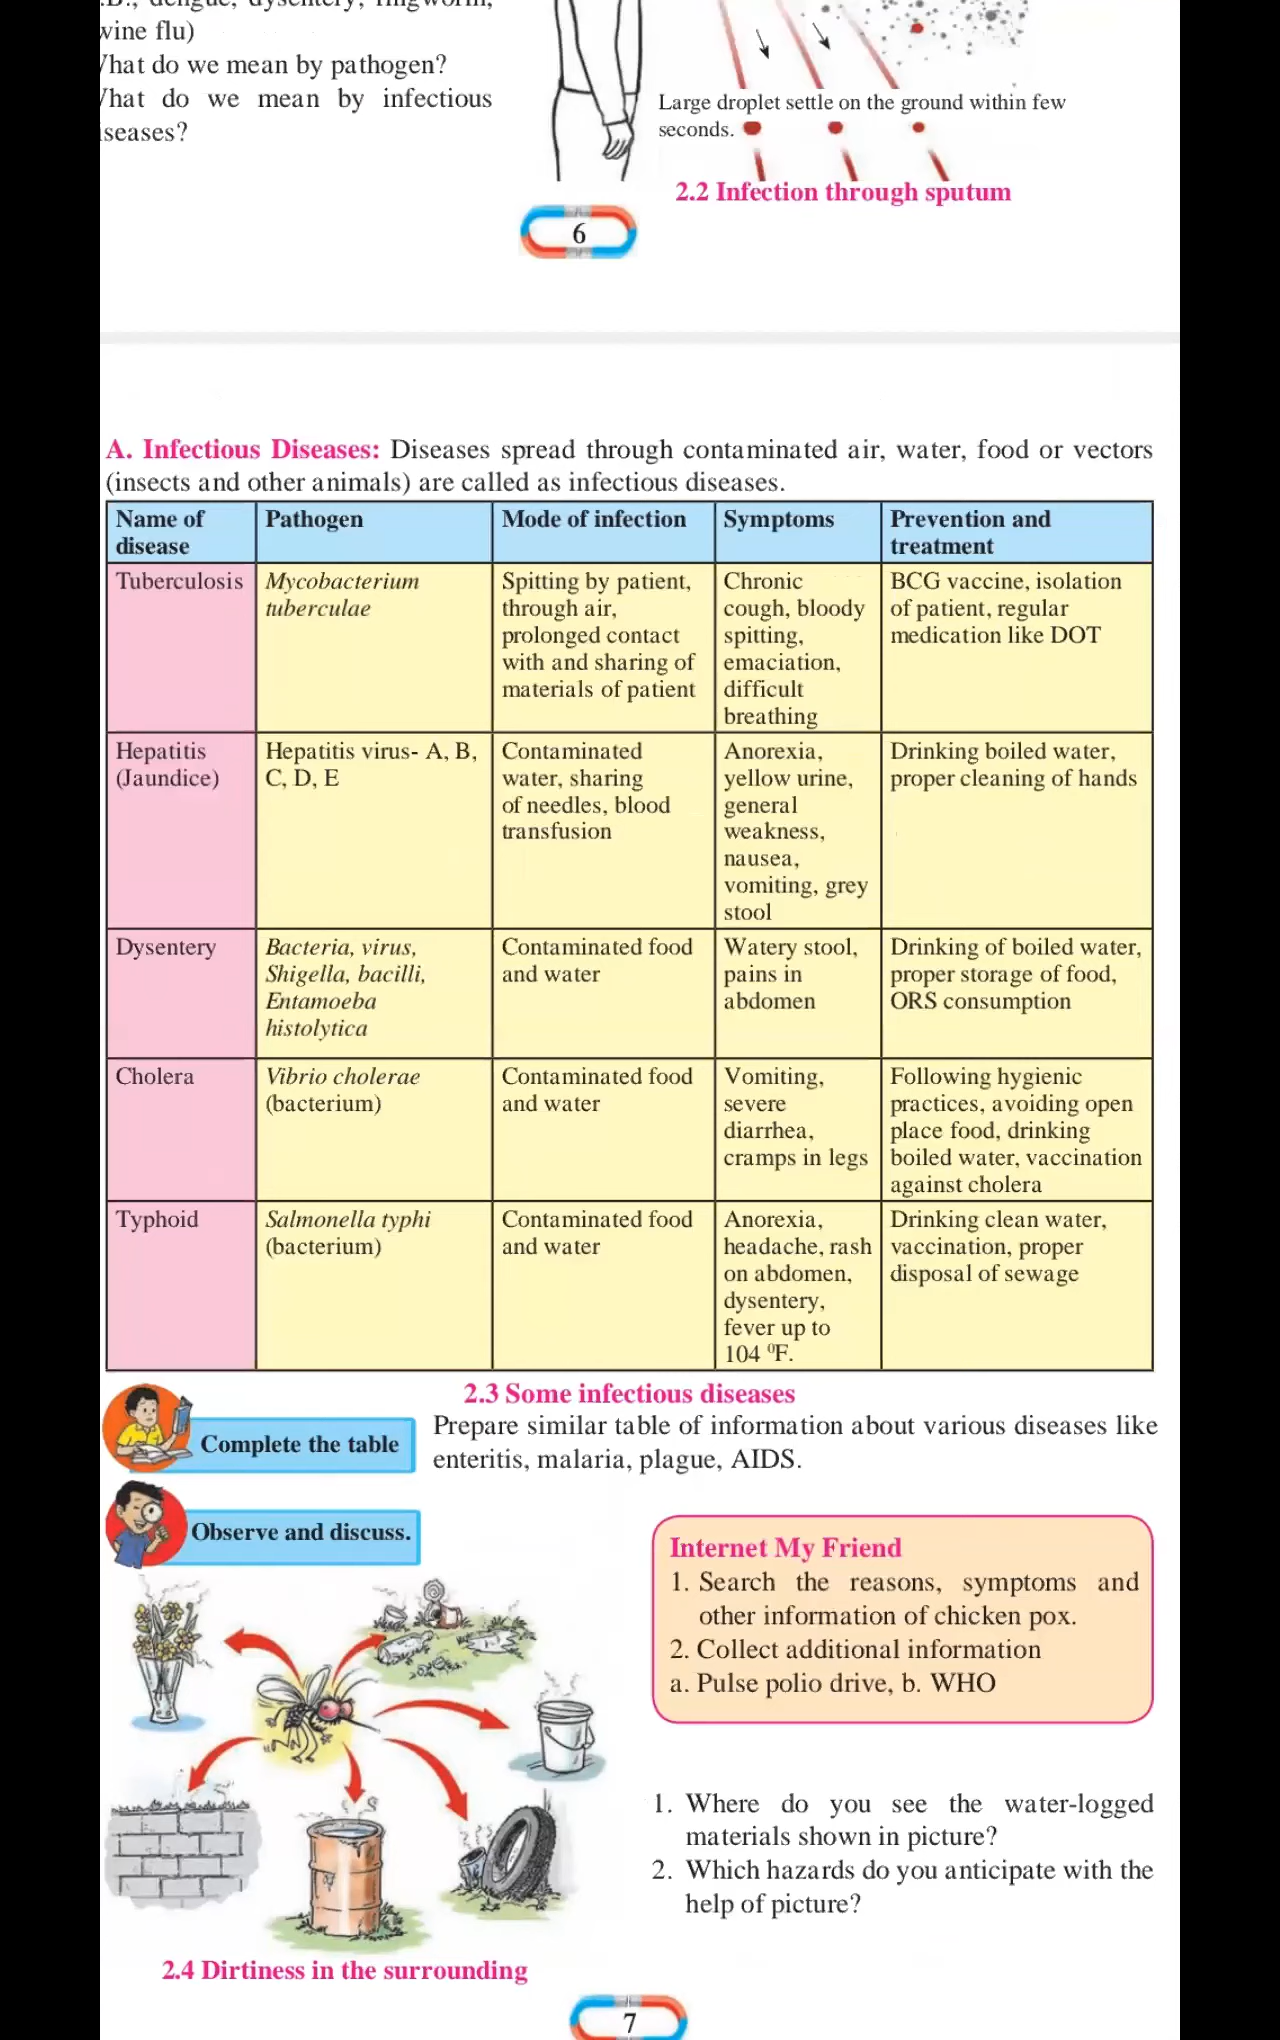 wine flu)
What do we mean by pathogen?
What do we mean by infectious
diseases?
Large droplet settle on the ground within few
seconds.
2.2 Infection through sputum
6
A. Infectious Diseases: Diseases spread through contaminated air, water, food or vectors
(insects and other animals) are called as infectious diseases.
Name of
disease
Pathogen
Mode of infection
Symptoms
Prevention and
treatment
Tuberculosis
Mycobacterium
tuberculae
Spitting by patient,
through air,
prolonged contact
with and sharing of
materials of patient
Chronic
cough, bloody
spitting,
emaciation,
difficult
breathing
BCG vaccine, isolation
of patient, regular
medication like DOT
Hepatitis
(Jaundice)
Hepatitis virus- A, B,
C, D, E
Contaminated
water, sharing
of needles, blood
transfusion
Anorexia,
yellow urine,
general
weakness,
nausea,
vomiting, grey
stool
Drinking boiled water,
proper cleaning of hands
Dysentery
Bacteria, virus,
Shigella, bacilli,
Entamoeba
histolytica
Contaminated food
and water
Watery stool,
pains in
abdomen
Drinking of boiled water,
proper storage of food,
ORS consumption
Cholera
Vibrio cholerae
(bacterium)
Contaminated food
and water
Vomiting,
severe
diarrhea,
cramps in legs
Following hygienic
practices, avoiding open
place food, drinking
boiled water, vaccination
against cholera
Typhoid
Salmonella typhi
(bacterium)
Contaminated food
and water
Anorexia,
headache, rash
on abdomen,
dysentery,
fever up to
104 ⁰F.
Drinking clean water,
vaccination, proper
disposal of sewage
2.3 Some infectious diseases
Complete the table
Prepare similar table of information about various diseases like
enteritis, malaria, plague, AIDS.
Observe and discuss.
Internet My Friend
1. Search the reasons, symptoms and
other information of chicken pox.
2. Collect additional information
a. Pulse polio drive, b. WHO
1. Where do you see the water-logged
materials shown in picture?
2. Which hazards do you anticipate with the
help of picture?
2.4 Dirtiness in the surrounding
7